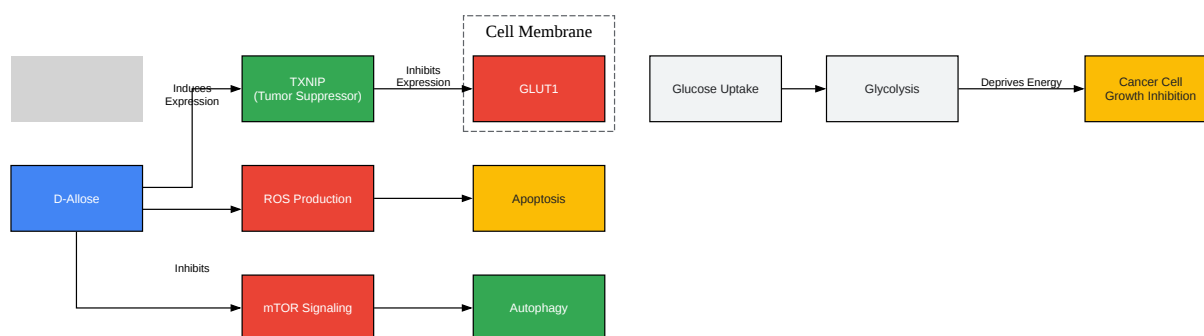 Cell Membrane
Induces
Expression
TXNIP
(Tumor Suppressor)
Inhibits
Expression
GLUT1
Glucose Uptake
Glycolysis
Deprives Energy
Cancer Cell
Growth Inhibition
D-Allose
ROS Production
Apoptosis
Inhibits
mTOR Signaling
Autophagy